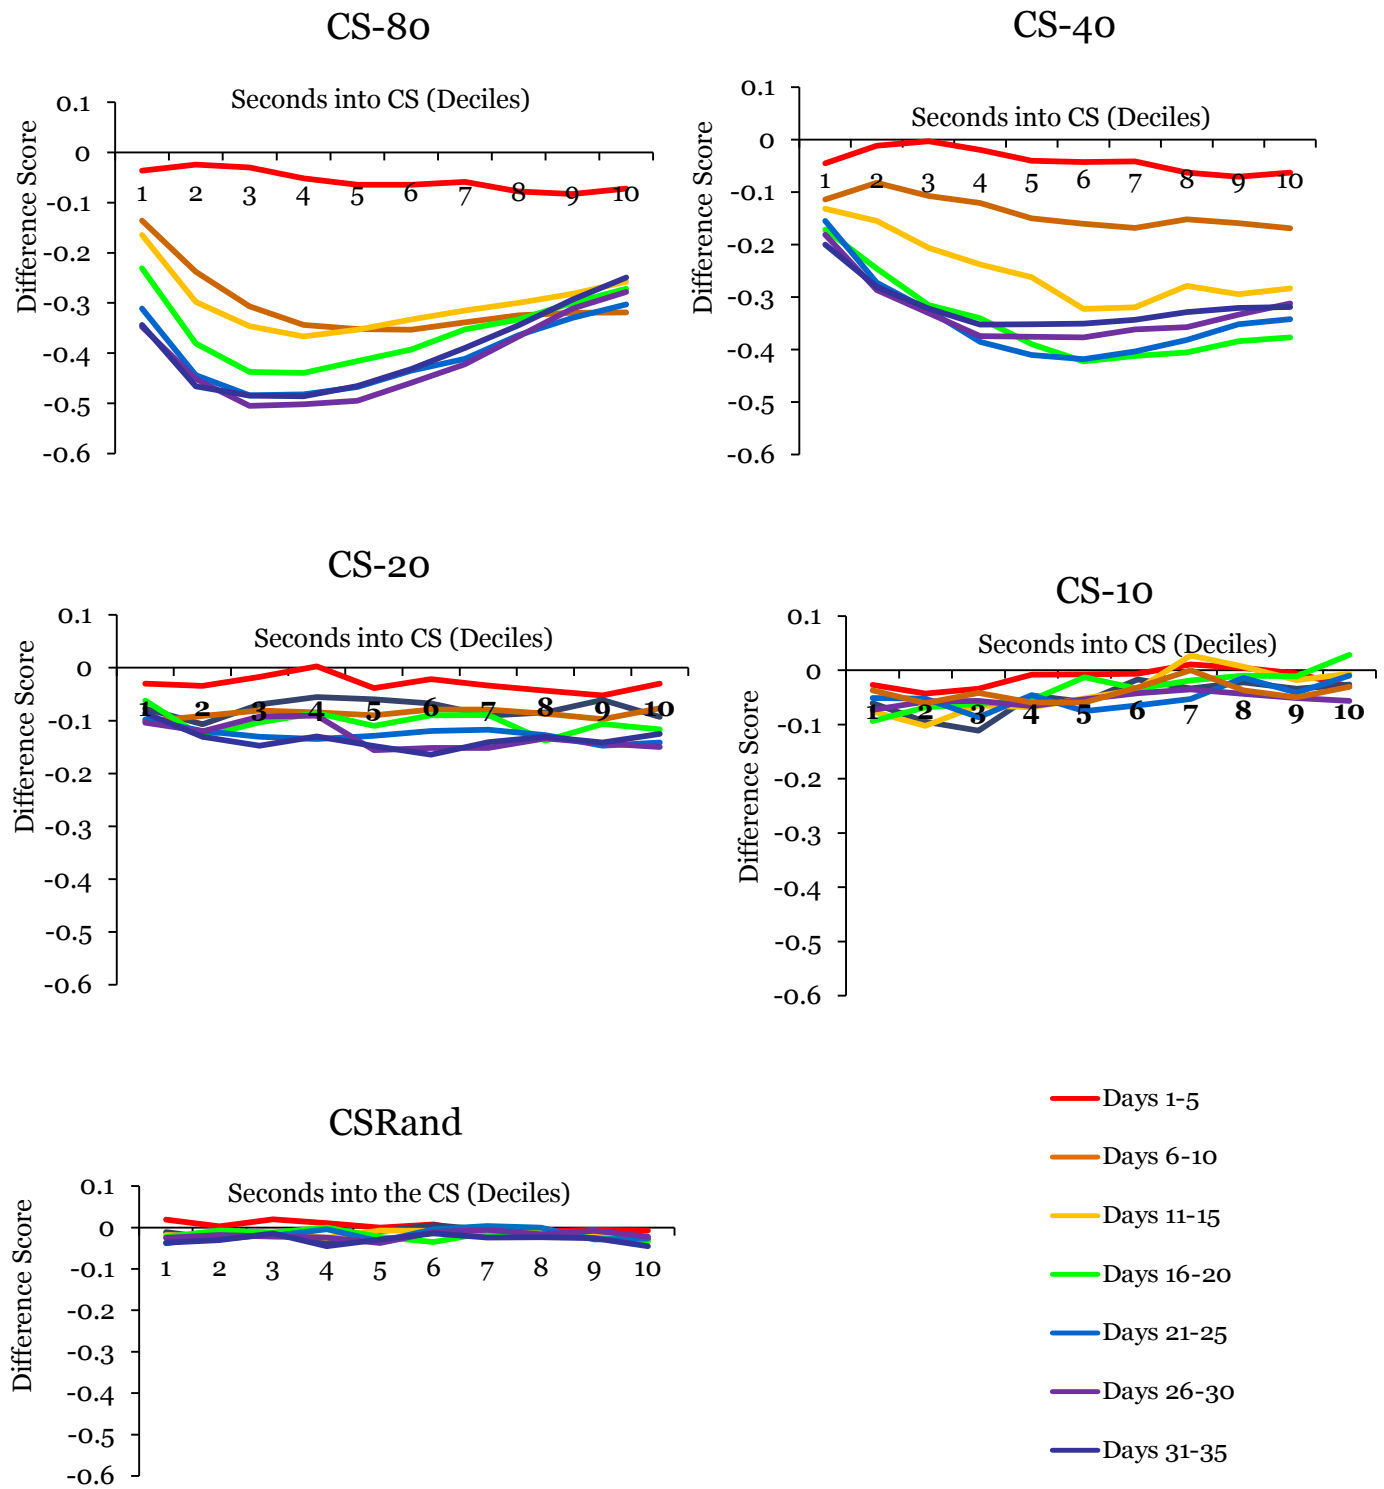 CS-80
Seconds into CS (Deciles)
Difference Score
0.1
0
-0.1
-0.2
-0.3
-0.4
-0.5
-0.6
1 2 3 4 5 6 7 8 9 10
CS-40
Seconds into CS (Deciles)
Difference Score
0.1
0
-0.1
-0.2
-0.3
-0.4
-0.5
-0.6
1 2 3 4 5 6 7 8 9 10
CS-20
Seconds into CS (Deciles)
Difference Score
0.1
0
-0.1
-0.2
-0.3
-0.4
-0.5
-0.6
1 2 3 4 5 6 7 8 9 10
CS-10
Seconds into CS (Deciles)
Difference Score
0.1
0
-0.1
-0.2
-0.3
-0.4
-0.5
-0.6
1 2 3 4 5 6 7 8 9 10
CSRand
Seconds into the CS (Deciles)
Difference Score
0.1
0
-0.1
-0.2
-0.3
-0.4
-0.5
-0.6
1 2 3 4 5 6 7 8 9 10
Days 1-5
Days 6-10
Days 11-15
Days 16-20
Days 21-25
Days 26-30
Days 31-35